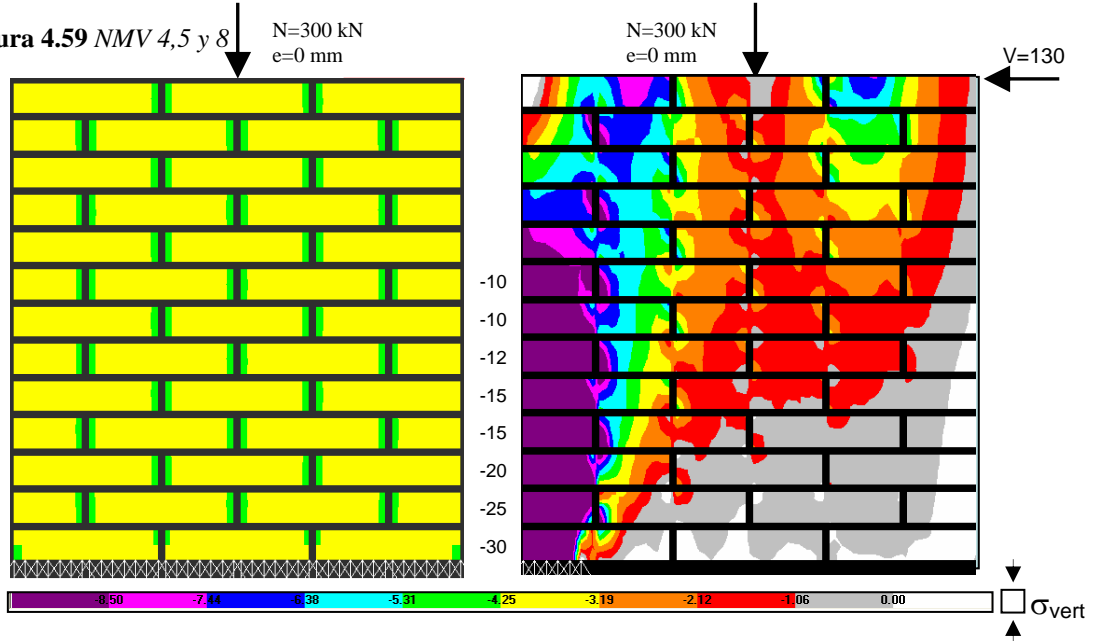 ura 4.59 NMV 4,5 y 8
N=300 kN
e=0 mm
N=300 kN
e=0 mm
V=130
-10
-10
-12
-15
-15
-20
-25
-30
-8.50 -7.44 -6.38 -5.31 -4.25 -3.19 -2.12 -1.06 0.00
σvert